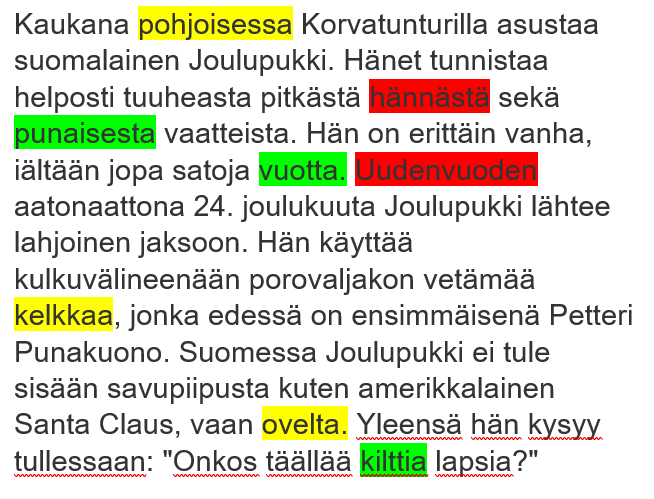 Kaukana pohjoisessa Korvatunturilla asustaa
suomalainen Joulupukki. Hänet tunnistaa
helposti tuuheasta pitkästä hännästä sekä
punaisesta vaatteista. Hän on erittäin vanha,
iältään jopa satoja vuotta. Uudenvuoden
aatonaattona 24. joulukuuta Joulupukki lähtee
lahjoinen jaksoon. Hän käyttää
kulkuvälineenään porovaljakon vetämää
kelkkaa, jonka edessä on ensimmäisenä Petteri
Punakuono. Suomessa Joulupukki ei tule
sisään savupiipusta kuten amerikkalainen
Santa Claus, vaan ovelta. Yleensä hän kysyy
tullessaan: "Onkos täällää kilttia lapsia?"